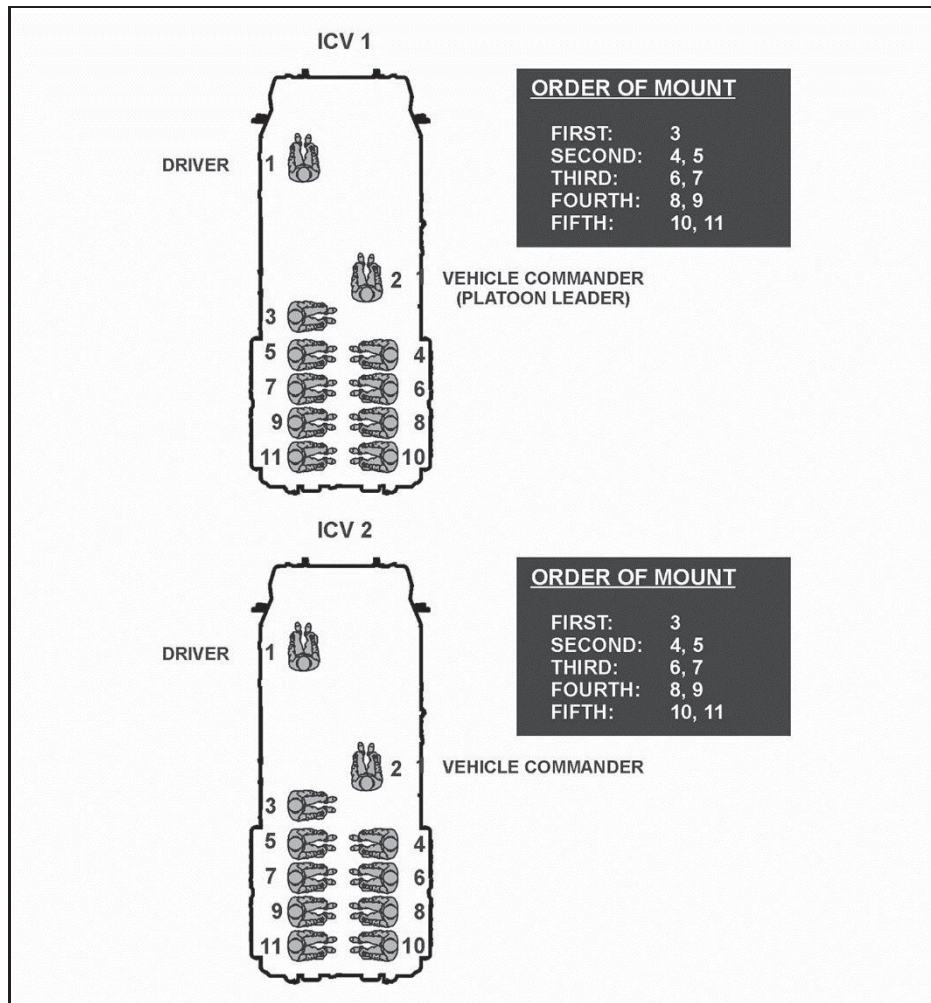 ICV 1
ORDER OF MOUNT
FIRST: 3
SECOND: 4, 5
THIRD: 6, 7
FOURTH: 8, 9
FIFTH: 10, 11
DRIVER 1
2 1 VEHICLE COMMANDER
(PLATOON LEADER)
3
5 4
7 6
9 8
11 10
ICV 2
ORDER OF MOUNT
FIRST: 3
SECOND: 4, 5
THIRD: 6, 7
FOURTH: 8, 9
FIFTH: 10, 11
DRIVER 1
2 1 VEHICLE COMMANDER
3
5 4
7 6
9 8
11 10